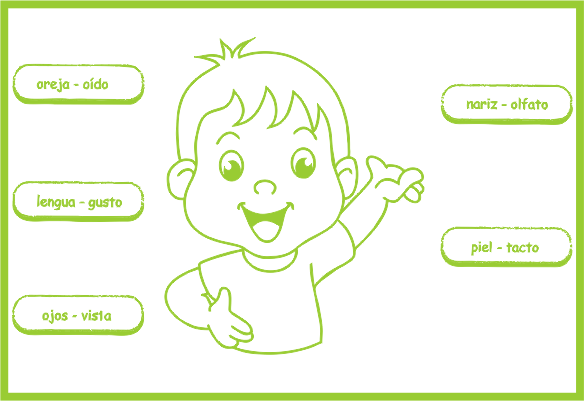 oreja - oído
nariz - olfato
lengua - gusto
piel - tacto
ojos - vista